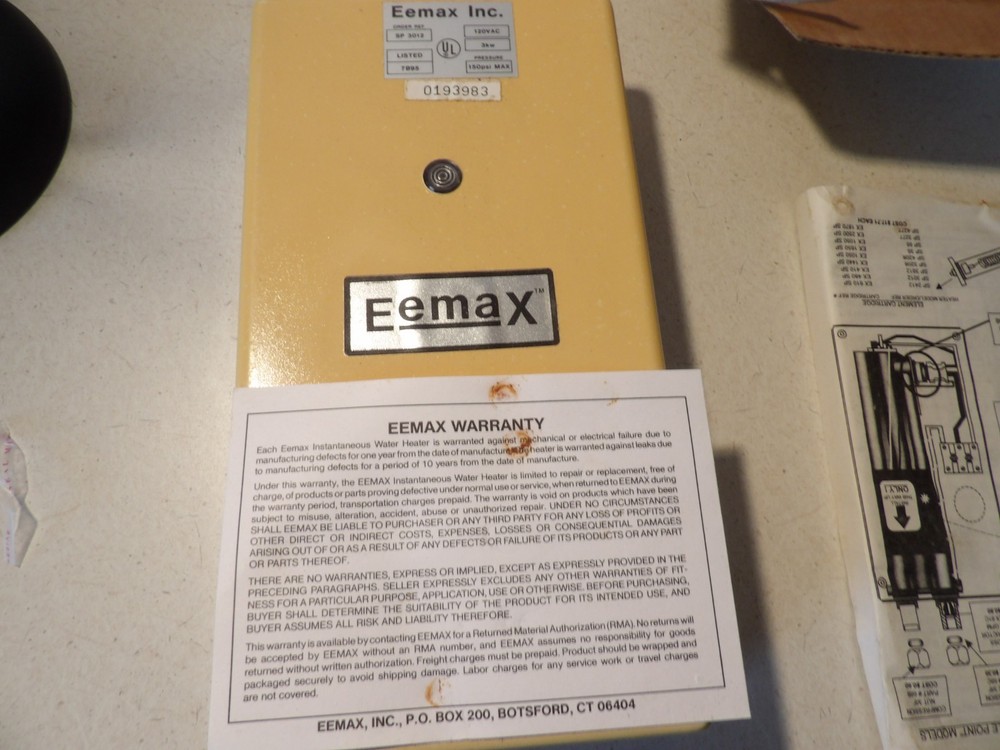 Eemax Inc.
ORDER REF.
SP 3012
120VAC
3kw
UL
LISTED
PRESSURE
150psi MAX
0193983
EemaX™
EEMAX WARRANTY
Each Eemax Instantaneous Water Heater is warranted against mechanical or electrical failure due to
manufacturing defects for one year from the date of manufacture. heater is warranted against leaks due
to manufacturing defects for a period of 10 years from the date of manufacture.
Under this warranty, the EEMAX Instantaneous Water Heater is limited to repair or replacement, free of
charge, of products or parts proving defective under normal use or service, when returned to EEMAX during
the warranty period, transportation charges prepaid. The warranty is void on products which have been
subject to misuse, alteration, accident, abuse or unauthorized repair. UNDER NO CIRCUMSTANCES
SHALL EEMAX BE LIABLE TO PURCHASER OR ANY THIRD PARTY FOR ANY LOSS OF PROFITS OR
OTHER DIRECT OR INDIRECT COSTS, EXPENSES, LOSSES OR CONSEQUENTIAL DAMAGES
ARISING OUT OF OR AS A RESULT OF ANY DEFECTS OR FAILURE OF ITS PRODUCTS OR ANY PART
OR PARTS THEREOF.
THERE ARE NO WARRANTIES, EXPRESS OR IMPLIED, EXCEPT AS EXPRESSLY PROVIDED IN THE
PRECEDING PARAGRAPHS. SELLER EXPRESSLY EXCLUDES ANY OTHER WARRANTIES OF FIT-
NESS FOR A PARTICULAR PURPOSE, APPLICATION, USE OR OTHERWISE. BEFORE PURCHASING,
BUYER SHALL DETERMINE THE SUITABILITY OF THE PRODUCT FOR ITS INTENDED USE, AND
BUYER ASSUMES ALL RISK AND LIABILITY THEREFORE.
This warranty is available by contacting EEMAX for a Returned Material Authorization (RMA). No returns will
be accepted by EEMAX without an RMA number, and EEMAX assumes no responsibility for goods
returned without written authorization. Freight charges must be prepaid. Product should be wrapped and
packaged securely to avoid shipping damage. Labor charges for any service work or travel charges
are not covered.
EEMAX, INC., P.O. BOX 200, BOTSFORD, CT 06404
ELEMENT CARTRIDGE
COST $17.71 EACH
ONLY!
POINT MODELS